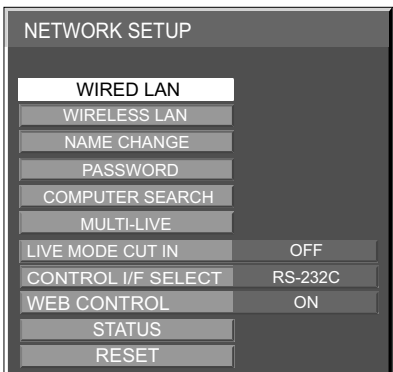 NETWORK SETUP
WIRED LAN
WIRELESS LAN
NAME CHANGE
PASSWORD
COMPUTER SEARCH
MULTI-LIVE
LIVE MODE CUT IN OFF
CONTROL I/F SELECT RS-232C
WEB CONTROL ON
STATUS
RESET